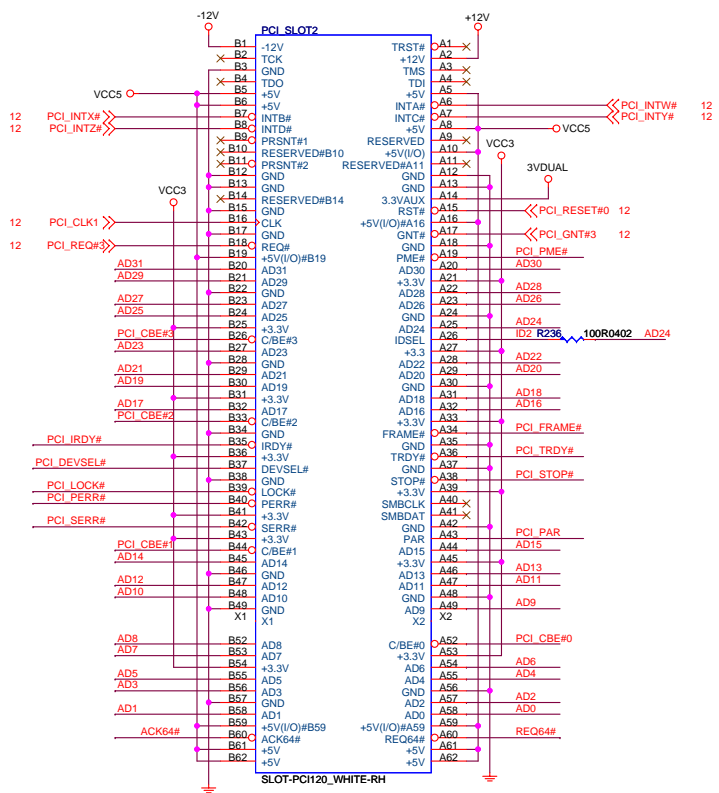 -12V +12V
PCI_SLOT2
B1 -12V TRST# A1
B2 TCK +12V A2
B3 GND TMS A3
B4 TDO TDI A4
VCC5 B5 +5V +5V A5
B6 +5V INTA# A6 PCI_INTW# 12
12 PCI_INTX# B7 INTB# INTC# A7 PCI_INTY# 12
12 PCI_INTZ# B8 INTD# +5V A8 VCC5
B9 PRSNT#1 RESERVED A9
B10 RESERVED#B10 +5V(I/O) A10
B11 PRSNT#2 RESERVED#A11 A11 VCC3
B12 GND GND A12
B13 GND GND A13 3VDUAL
VCC3 B14 RESERVED#B14 3.3VAUX A14
B15 GND RST# A15 PCI_RESET#0 12
12 PCI_CLK1 B16 CLK +5V(I/O)#A16 A16
B17 GND GNT# A17 PCI_GNT#3 12
12 PCI_REQ#3 B18 REQ# GND A18
B19 +5V(I/O)#B19 PME# A19 PCI_PME#
AD31 B20 AD31 AD30 A20 AD30
AD29 B21 AD29 +3.3V A21
B22 GND AD28 A22 AD28
AD27 B23 AD27 AD26 A23 AD26
AD25 B24 AD25 GND A24
B25 +3.3V AD24 A25 AD24
PCI_CBE#3 B26 C/BE#3 IDSEL A26 ID2 R236 100R0402 AD24
AD23 B27 AD23 +3.3 A27
B28 GND AD22 A28 AD22
AD21 B29 AD21 AD20 A29 AD20
AD19 B30 AD19 GND A30
B31 +3.3V AD18 A31 AD18
AD17 B32 AD17 AD16 A32 AD16
PCI_CBE#2 B33 C/BE#2 +3.3V A33
B34 GND FRAME# A34 PCI_FRAME#
PCI_IRDY# B35 IRDY# GND A35
B36 +3.3V TRDY# A36 PCI_TRDY#
PCI_DEVSEL# B37 DEVSEL# GND A37
B38 GND STOP# A38 PCI_STOP#
PCI_LOCK# B39 LOCK# +3.3V A39
PCI_PERR# B40 PERR# SMBCLK A40
B41 +3.3V SMBDAT A41
PCI_SERR# B42 SERR# GND A42
B43 +3.3V PAR A43 PCI_PAR
PCI_CBE#1 B44 C/BE#1 AD15 A44 AD15
AD14 B45 AD14 +3.3V A45
B46 GND AD13 A46 AD13
AD12 B47 AD12 AD11 A47 AD11
AD10 B48 AD10 GND A48
B49 GND AD9 A49 AD9
X1 X1 X2 X2
AD8 B52 AD8 C/BE#0 A52 PCI_CBE#0
AD7 B53 AD7 +3.3V A53
B54 +3.3V AD6 A54 AD6
AD5 B55 AD5 AD4 A55 AD4
AD3 B56 AD3 GND A56
B57 GND AD2 A57 AD2
AD1 B58 AD1 AD0 A58 AD0
B59 +5V(I/O)#B59 +5V(I/O)#A59 A59
ACK64# B60 ACK64# REQ64# A60 REQ64#
B61 +5V +5V A61
B62 +5V +5V A62
SLOT-PCI120_WHITE-RH